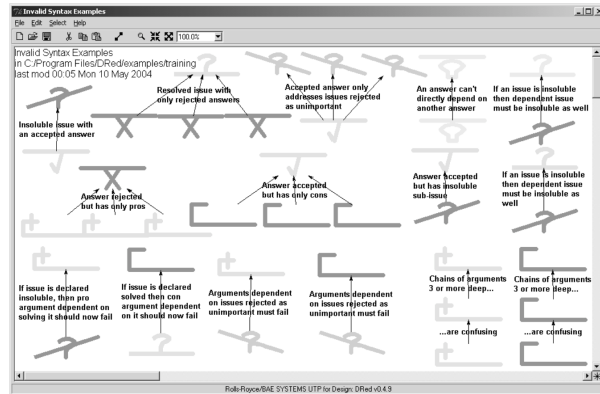 Invalid Syntax Examples
File Edit Select Help
100.0%
Invalid Syntax Examples
in C:/Program Files/DRed/examples/training
last mod 00:05 Mon 10 May 2004
Resolved issue with
only rejected answers
Accepted answer only
addresses issues rejected
as unimportant
An answer can't
directly depend on
another answer
If an issue is insoluble
then dependent issue
must be insoluble as well
Insoluble issue with
an accepted answer
Answer rejected
but has only pros
Answer accepted
but has only cons
Answer accepted
but has insoluble
sub-issue
If an issue is insoluble
then dependent issue
must be insoluble as
well
If issue is declared
insoluble, then pro
argument dependent on
solving it should now fail
If issue is declared
solved then con
argument dependent
on it should now fail
Arguments dependent
on issues rejected as
unimportant must fail
Arguments dependent
on issues rejected as
unimportant must fail
Chains of arguments
3 or more deep...
...are confusing
Chains of arguments
3 or more deep...
...are confusing
Rolls-Royce/BAE SYSTEMS UTP for Design: DRed v0.4.9